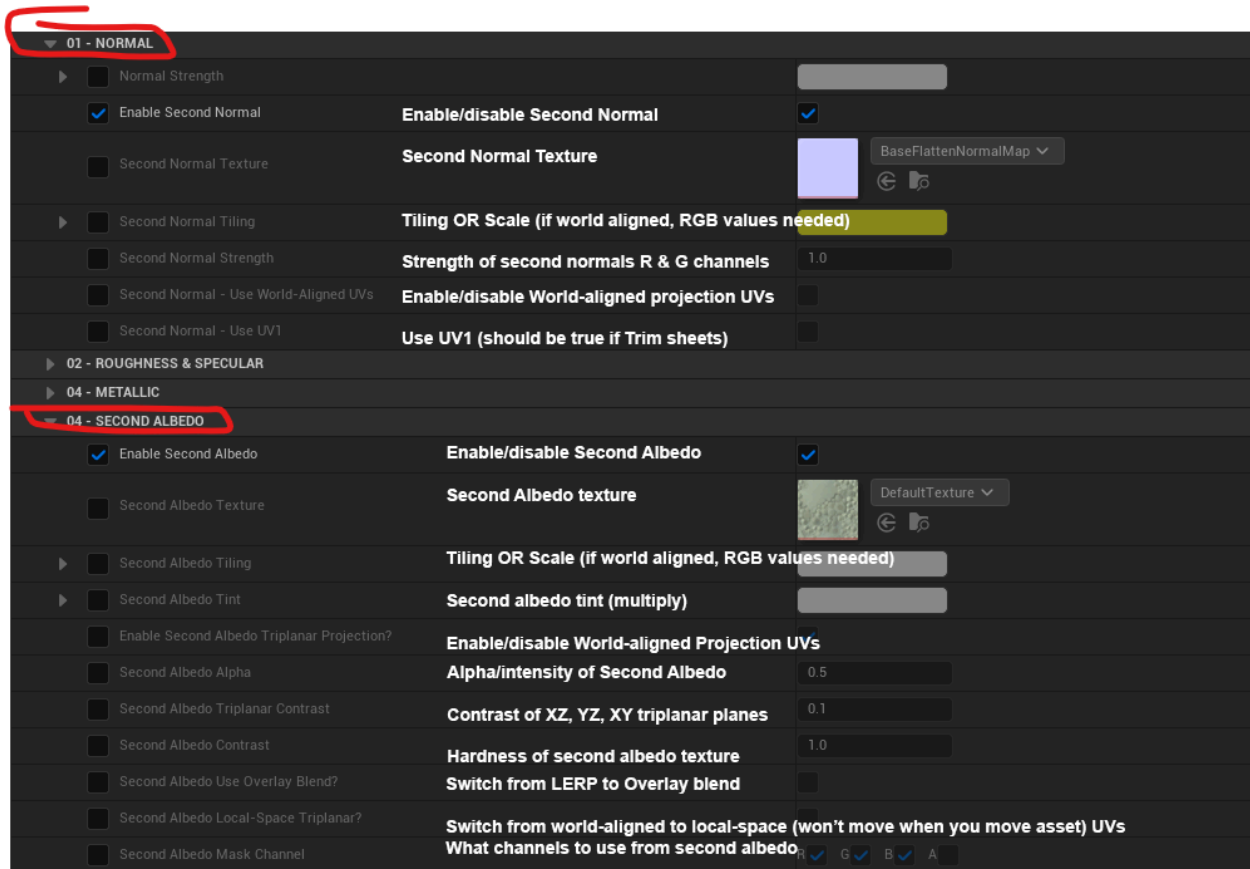 01 - NORMAL
Normal Strength
Enable Second Normal Enable/disable Second Normal
Second Normal Texture Second Normal Texture BaseFlattenNormalMap
Second Normal Tiling Tiling OR Scale (if world aligned, RGB values needed)
Second Normal Strength Strength of second normals R & G channels 1.0
Second Normal - Use World-Aligned UVs Enable/disable World-aligned projection UVs
Second Normal - Use UV1 Use UV1 (should be true if Trim sheets)
02 - ROUGHNESS & SPECULAR
04 - METALLIC
04 - SECOND ALBEDO
Enable Second Albedo Enable/disable Second Albedo
Second Albedo Texture Second Albedo texture DefaultTexture
Second Albedo Tiling Tiling OR Scale (if world aligned, RGB values needed)
Second Albedo Tint Second albedo tint (multiply)
Enable Second Albedo Triplanar Projection? Enable/disable World-aligned Projection UVs
Second Albedo Alpha Alpha/intensity of Second Albedo 0.5
Second Albedo Triplanar Contrast Contrast of XZ, YZ, XY triplanar planes 0.1
Second Albedo Contrast Hardness of second albedo texture 1.0
Second Albedo Use Overlay Blend? Switch from LERP to Overlay blend
Second Albedo Local-Space Triplanar? Switch from world-aligned to local-space (won't move when you move asset) UVs
Second Albedo Mask Channel What channels to use from second albedo R G B A